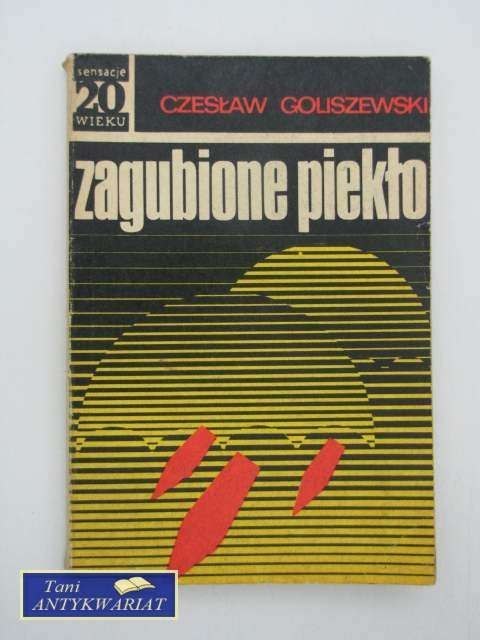 sensacje
20
WIEKU
CZESŁAW GOLISZEWSKI
zagubione piekło
Tani
ANTYKWARIAT